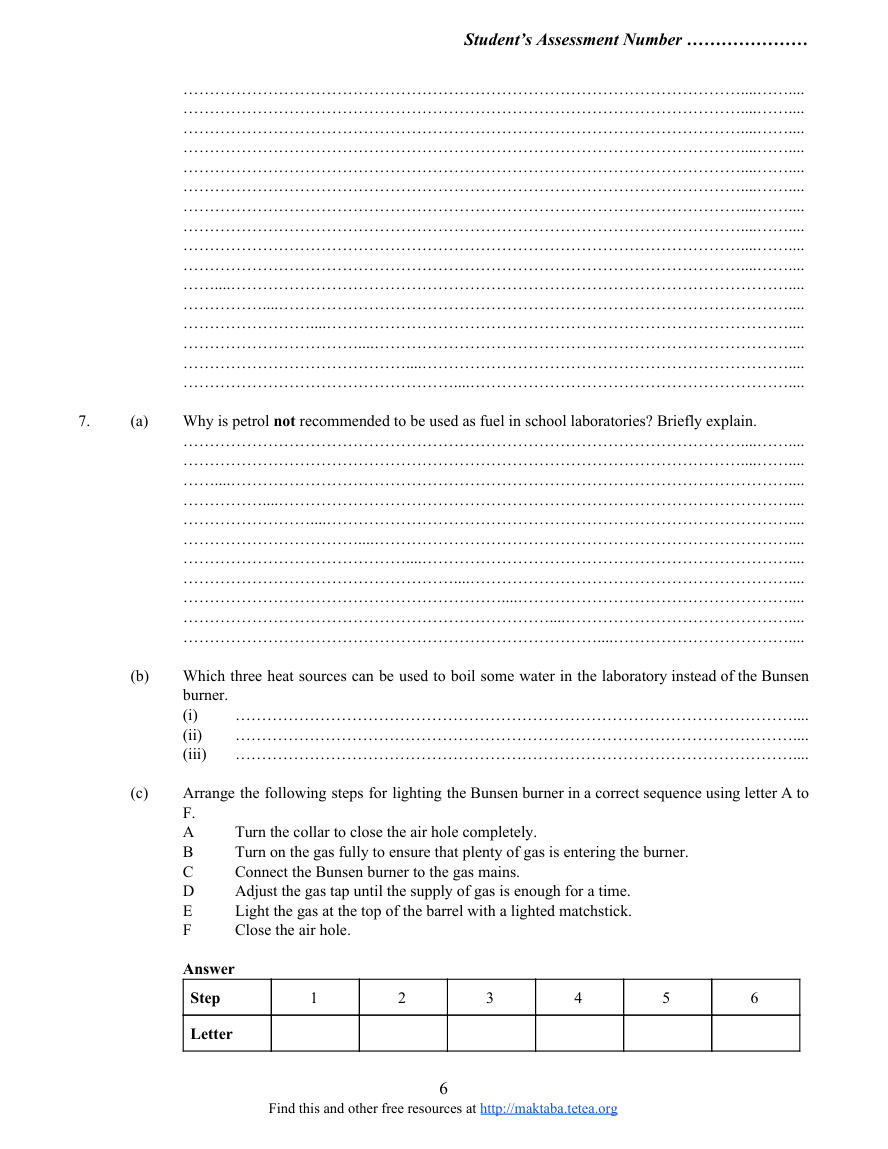 Student’s Assessment Number …………………
……………………………………………………………………………………………...……...
……………………………………………………………………………………………...……...
……………………………………………………………………………………………...……...
……………………………………………………………………………………………...……...
……………………………………………………………………………………………...……...
……………………………………………………………………………………………...……...
……………………………………………………………………………………………...……...
……………………………………………………………………………………………...……...
……………………………………………………………………………………………...……...
……………………………………………………………………………………………...……...
……...……………………………………………………………………………………………...
……………...……………………………………………………………………………………...
……………………...……………………………………………………………………………...
……………………………...……………………………………………………………………...
……………………………………...……………………………………………………………...
……………………………………………...……………………………………………………...
7. (a) Why is petrol not recommended to be used as fuel in school laboratories? Briefly explain.
……………………………………………………………………………………………...……...
……………………………………………………………………………………………...……...
……...……………………………………………………………………………………………...
……………...……………………………………………………………………………………...
……………………...……………………………………………………………………………...
……………………………...……………………………………………………………………...
……………………………………...……………………………………………………………...
……………………………………………...……………………………………………………...
……………………………………………………...……………………………………………...
……………………………………………………………...……………………………………...
……………………………………………………………………...……………………………...
(b) Which three heat sources can be used to boil some water in the laboratory instead of the Bunsen
burner.
(i) ……………………………………………………………………………………………...
(ii) ……………………………………………………………………………………………...
(iii) ……………………………………………………………………………………………...
(c) Arrange the following steps for lighting the Bunsen burner in a correct sequence using letter A to
F.
A Turn the collar to close the air hole completely.
B Turn on the gas fully to ensure that plenty of gas is entering the burner.
C Connect the Bunsen burner to the gas mains.
D Adjust the gas tap until the supply of gas is enough for a time.
E Light the gas at the top of the barrel with a lighted matchstick.
F Close the air hole.
Answer
Step 1 2 3 4 5 6
Letter
6
Find this and other free resources at http://maktaba.tetea.org